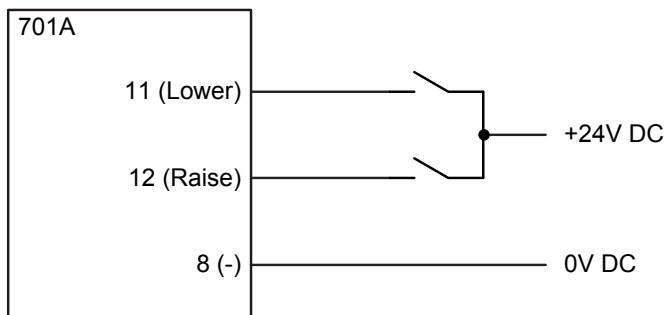 701A
11 (Lower)
+24V DC
12 (Raise)
8 (-)
0V DC